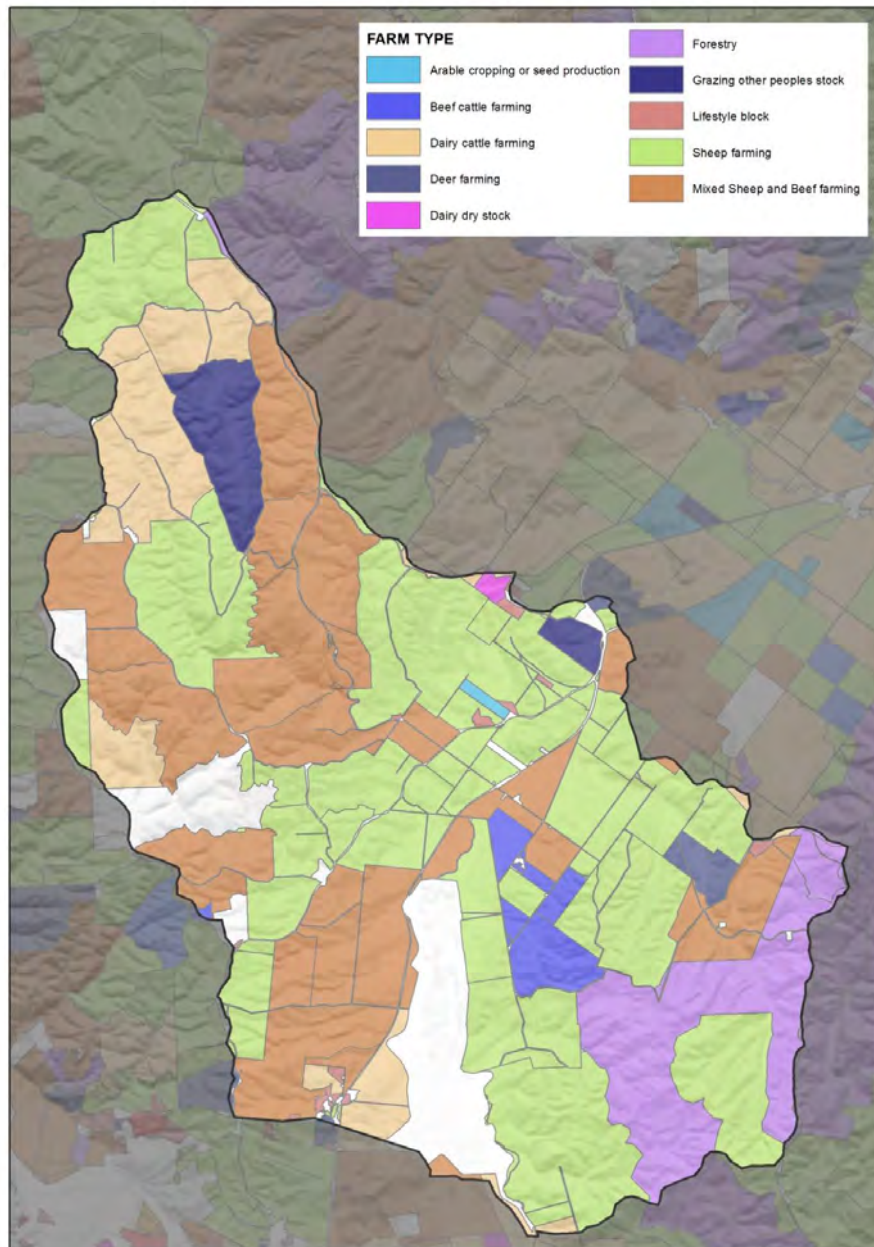 FARM TYPE
Arable cropping or seed production
Beef cattle farming
Dairy cattle farming
Deer farming
Dairy dry stock
Forestry
Grazing other peoples stock
Lifestyle block
Sheep farming
Mixed Sheep and Beef farming